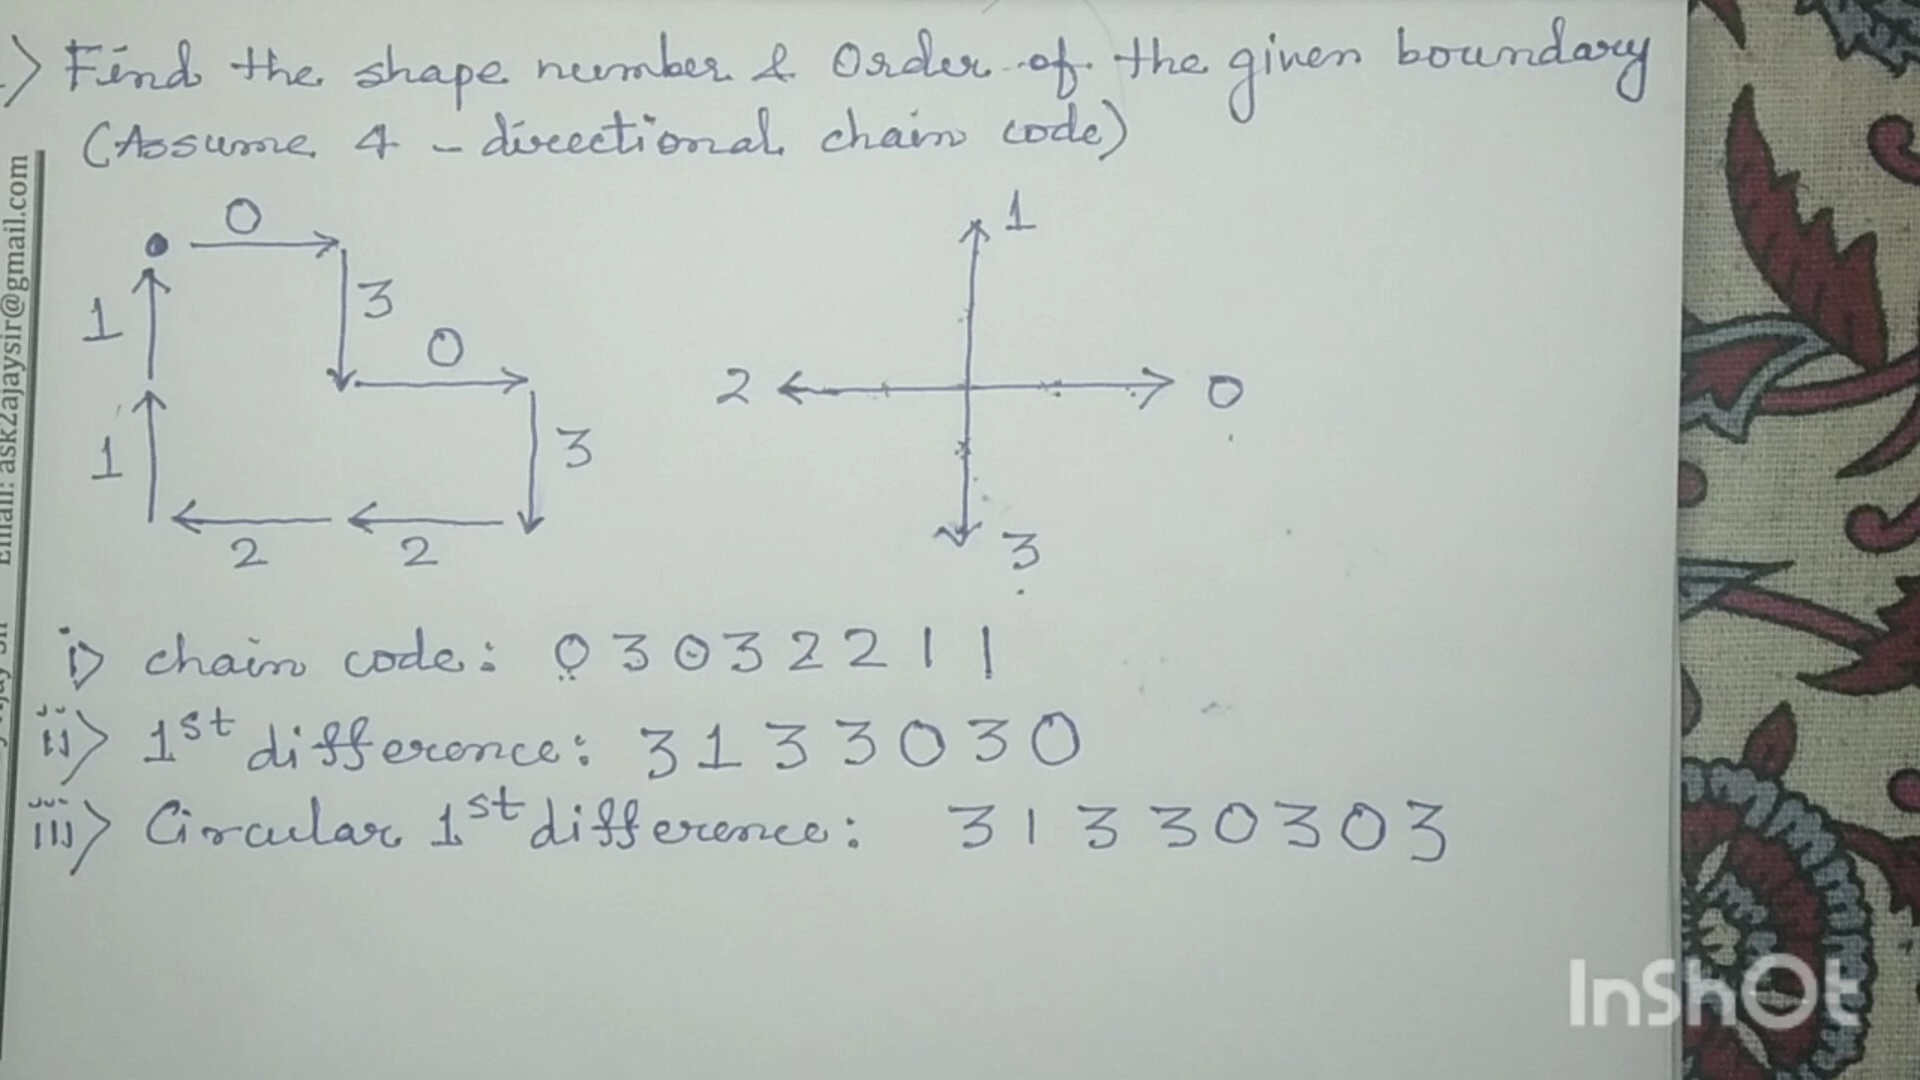 .) Find the shape number & Order of the given boundary
(Assume 4 - directional chain code)
Email: ask2ajaysir@gmail.com
0
1
1
3
0
2
0
3
1
2
2
3
i) chain code: 0 3 0 3 2 2 1 1
ii) 1st difference: 3 1 3 3 0 3 0
iii) Circular 1st difference: 3 1 3 3 0 3 0 3
InShOt